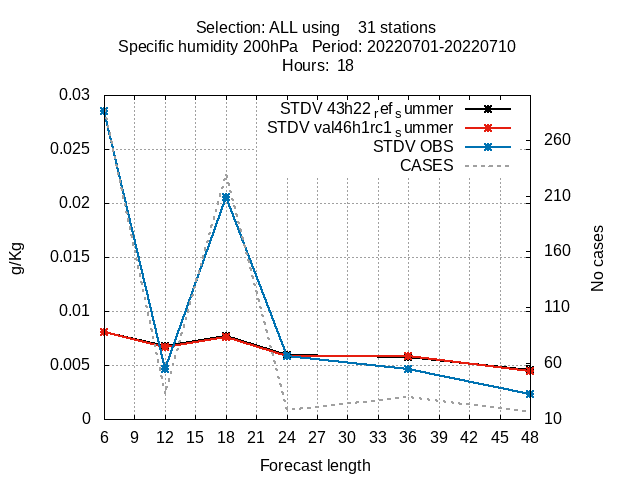 Selection: ALL using    31 stations
Specific humidity 200hPa   Period: 20220701-20220710
Hours:  18
STDV 43h22ref summer
STDV val46h1rc1summer
STDV OBS
CASES
0.03
0.025
0.02
0.015
0.01
0.005
0
260
210
160
110
60
10
g/Kg
No cases
6 9 12 15 18 21 24 27 30 33 36 39 42 45 48
Forecast length